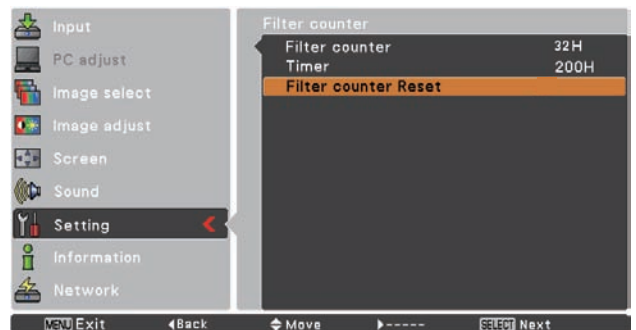 Input
PC adjust
Image select
Image adjust
Screen
Sound
Setting
Information
Network
Filter counter
Filter counter 32H
Timer 200H
Filter counter Reset
MENU Exit Back Move ----- SELECT Next